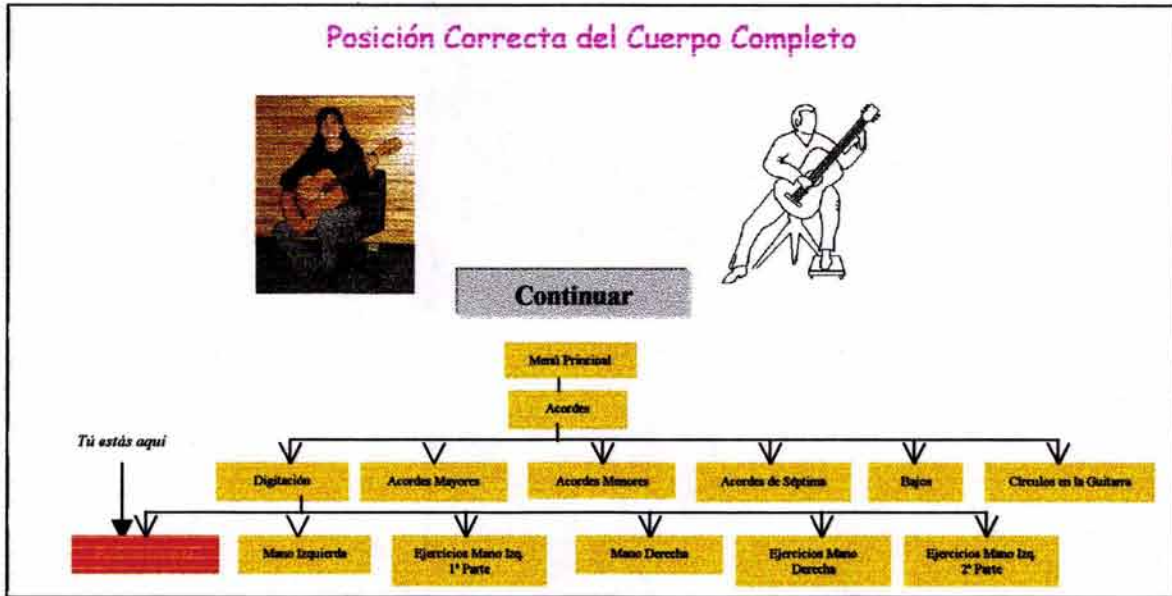 Posición Correcta del Cuerpo Completo
Continuar
Menú Principal
Acordes
Tú estás aquí
Digitación
Acordes Mayores
Acordes Menores
Acordes de Séptima
Bajos
Círculos en la Guitarra
Mano Izquierda
Ejercicios Mano Izq.
1ª Parte
Mano Derecha
Ejercicios Mano
Derecha
Ejercicios Mano Izq.
2ª Parte